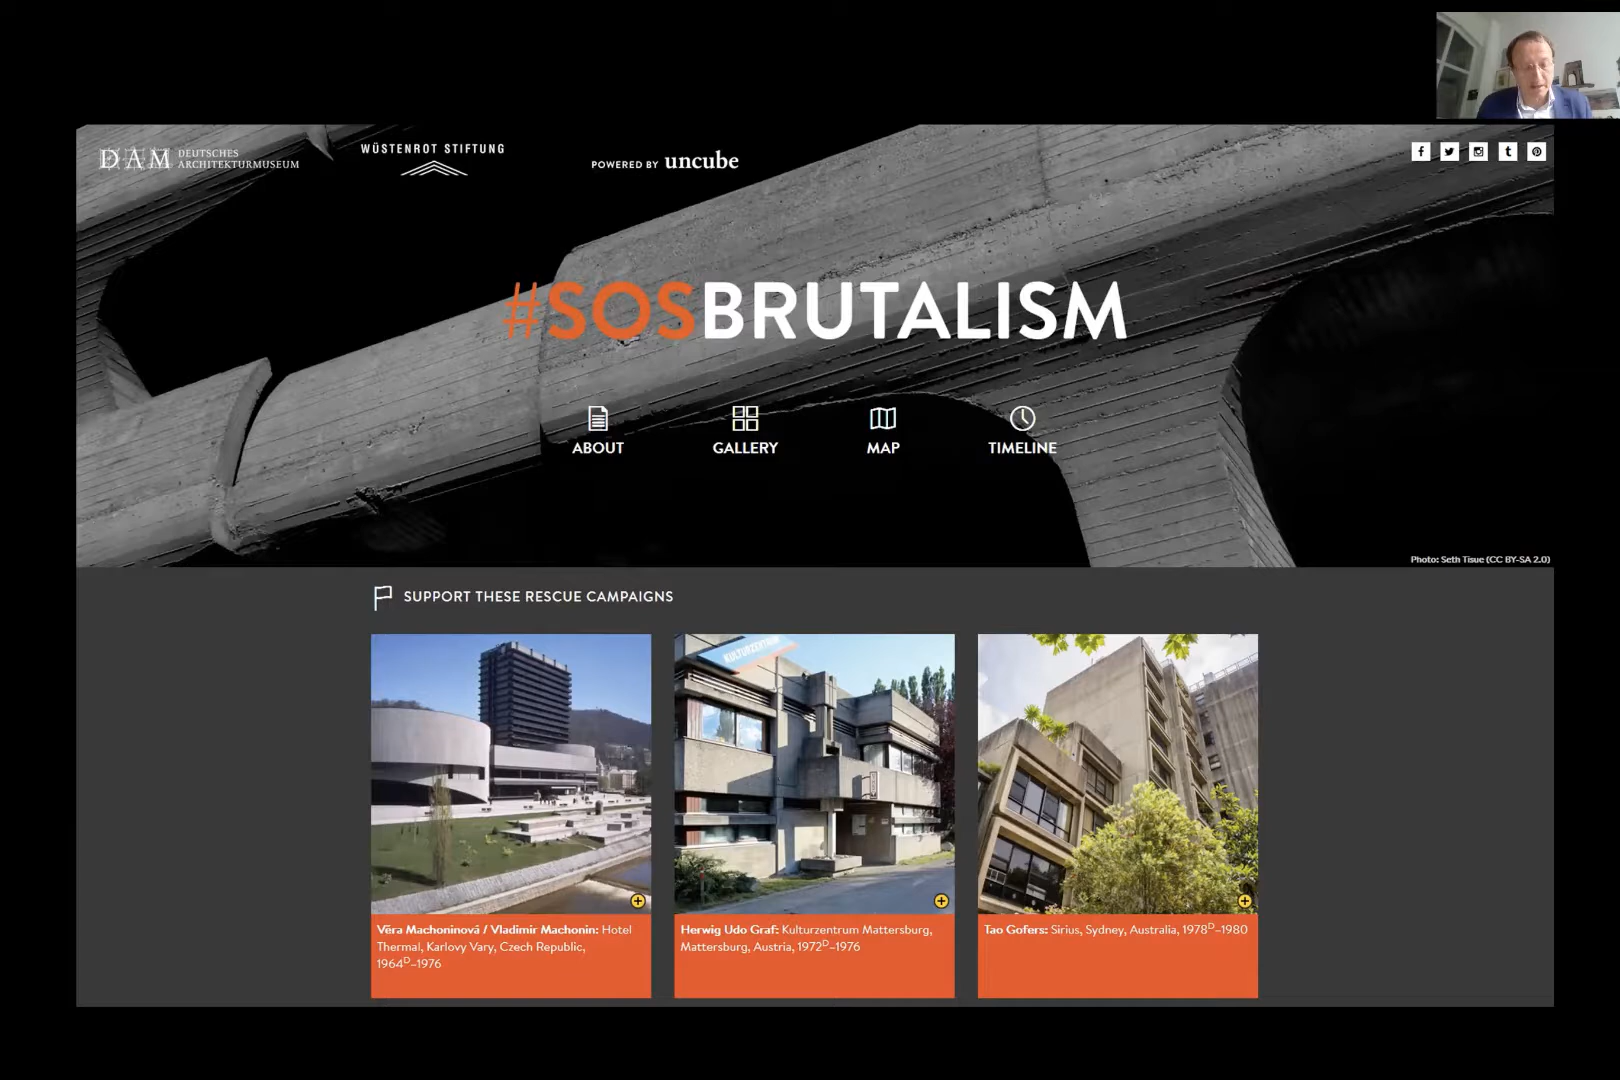 DAM DEUTSCHES
ARCHITEKTURMUSEUM
WÜSTENROT STIFTUNG
POWERED BY uncube
#SOSBRUTALISM
ABOUT
GALLERY
MAP
TIMELINE
Photo: Seth Tisue (CC BY-SA 2.0)
SUPPORT THESE RESCUE CAMPAIGNS
KULTURZENTRUM
Věra Machoninová / Vladimír Machonin: Hotel
Thermal, Karlovy Vary, Czech Republic,
1964ᴰ–1976
Herwig Udo Graf: Kulturzentrum Mattersburg,
Mattersburg, Austria, 1972ᴰ–1976
Tao Gofers: Sirius, Sydney, Australia, 1978ᴰ–1980